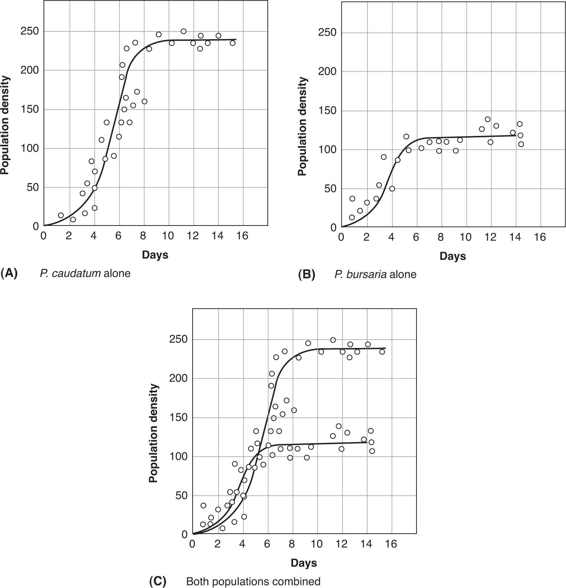 (A)
250
200
150
100
50
0
Population density
0 2 4 6 8 10 12 14 16
Days
P. caudatum alone
(B)
250
200
150
100
50
0
Population density
0 2 4 6 8 10 12 14 16
Days
P. bursaria alone
250
200
150
100
50
0
Population density
0 2 4 6 8 10 12 14 16
Days
(C) Both populations combined